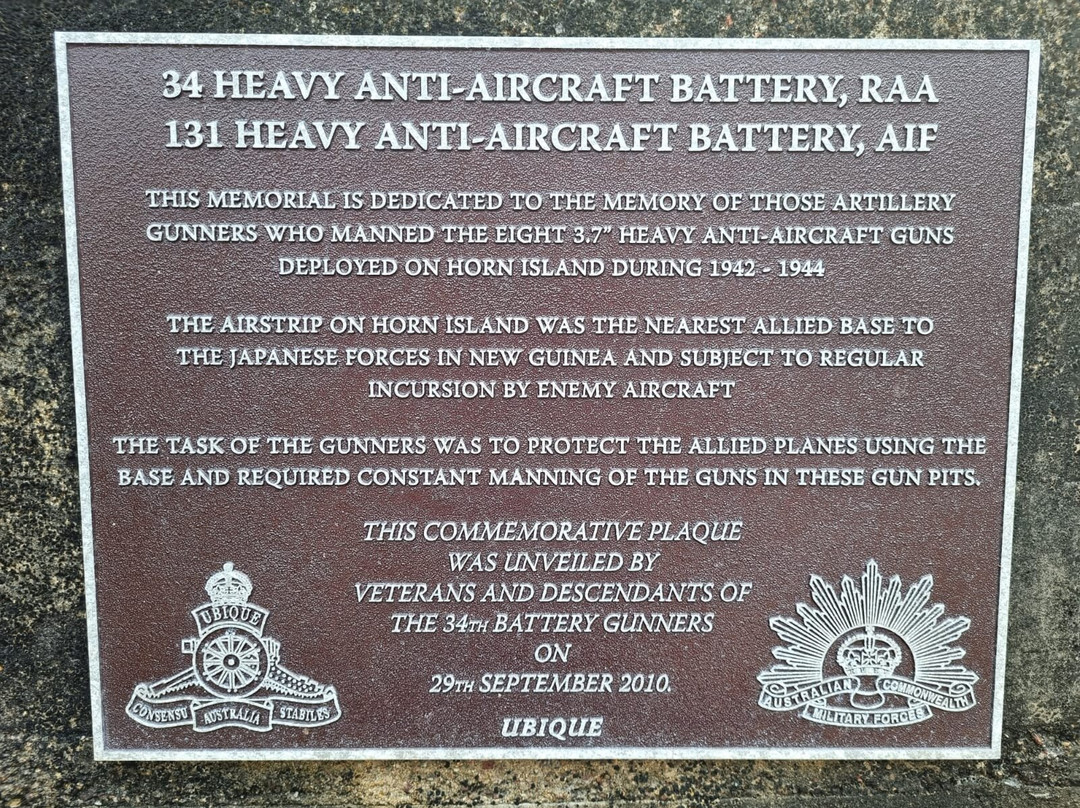 34 HEAVY ANTI-AIRCRAFT BATTERY, RAA
131 HEAVY ANTI-AIRCRAFT BATTERY, AIF
THIS MEMORIAL IS DEDICATED TO THE MEMORY OF THOSE ARTILLERY
GUNNERS WHO MANNED THE EIGHT 3.7” HEAVY ANTI-AIRCRAFT GUNS
DEPLOYED ON HORN ISLAND DURING 1942 - 1944
THE AIRSTRIP ON HORN ISLAND WAS THE NEAREST ALLIED BASE TO
THE JAPANESE FORCES IN NEW GUINEA AND SUBJECT TO REGULAR
INCURSION BY ENEMY AIRCRAFT
THE TASK OF THE GUNNERS WAS TO PROTECT THE ALLIED PLANES USING THE
BASE AND REQUIRED CONSTANT MANNING OF THE GUNS IN THESE GUN PITS.
THIS COMMEMORATIVE PLAQUE
WAS UNVEILED BY
VETERANS AND DESCENDANTS OF
THE 34TH BATTERY GUNNERS
ON
29TH SEPTEMBER 2010.
UBIQUE
UBIQUE
CONSENSU AUSTRALIA STABILES
AUSTRALIAN COMMONWEALTH
MILITARY FORCES